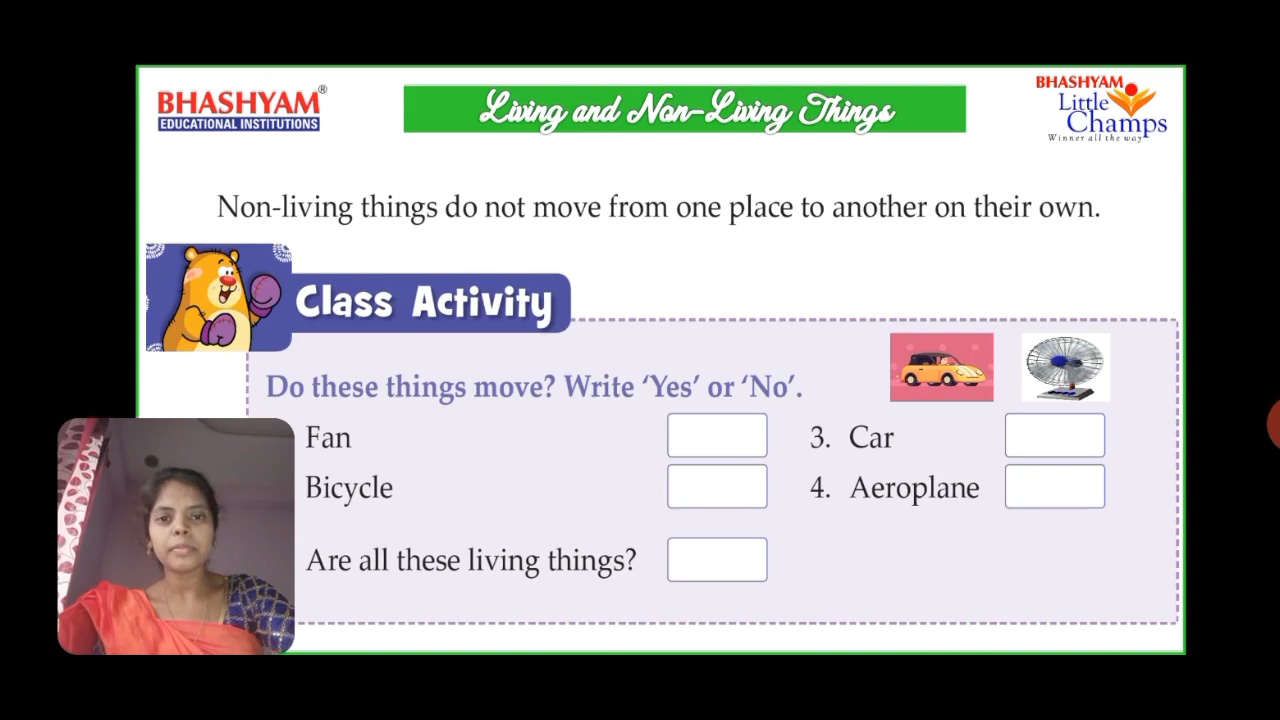 BHASHYAM®
EDUCATIONAL INSTITUTIONS
Living and Non-Living Things
BHASHYAM
Little
Champs
Winner all the way
Non-living things do not move from one place to another on their own.
Class Activity
Do these things move? Write ‘Yes’ or ‘No’.
Fan
3. Car
Bicycle
4. Aeroplane
Are all these living things?